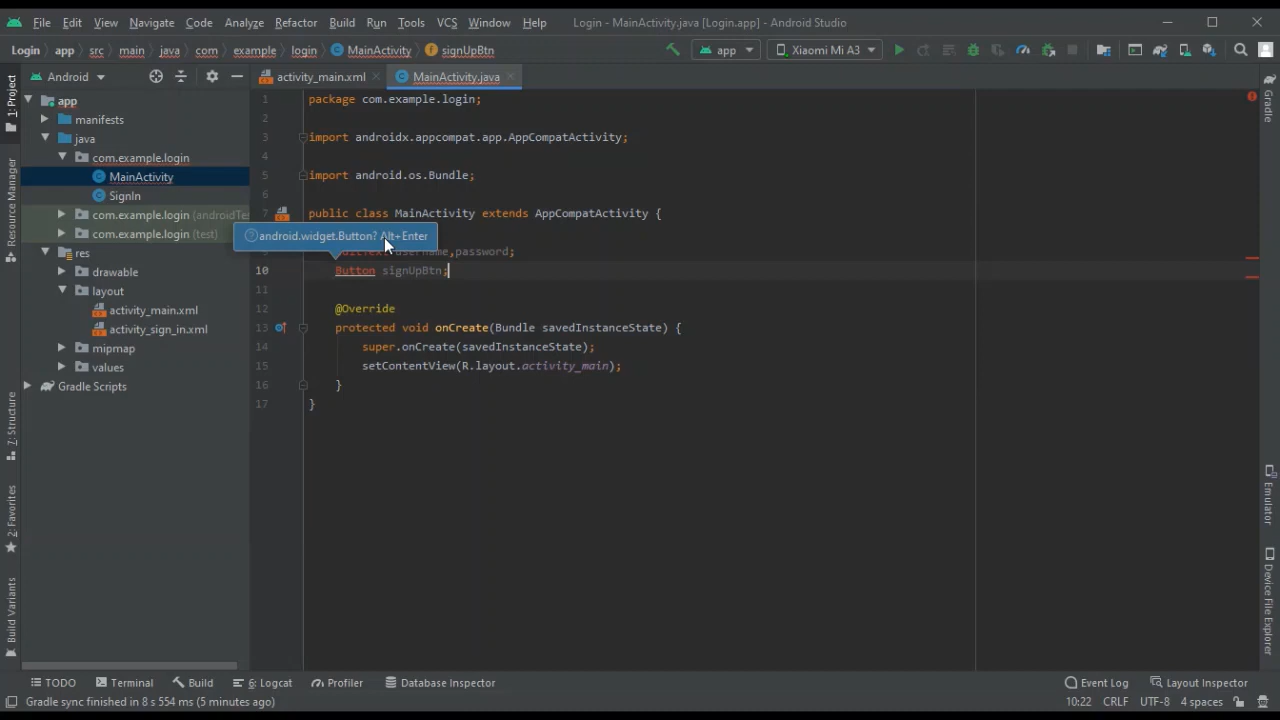 File Edit View Navigate Code Analyze Refactor Build Run Tools VCS Window Help Login - MainActivity.java [Login.app] - Android Studio
Login app src main java com example login MainActivity signUpBtn app Xiaomi Mi A3
1: Project
Resource Manager
7: Structure
2: Favorites
Build Variants
Android
app
manifests
java
com.example.login
MainActivity
SignIn
com.example.login (androidTe
com.example.login (test)
res
drawable
layout
activity_main.xml
activity_sign_in.xml
mipmap
values
Gradle Scripts
activity_main.xml MainActivity.java
1 package com.example.login;
2
3 import androidx.appcompat.app.AppCompatActivity;
4
5 import android.os.Bundle;
6
7 public class MainActivity extends AppCompatActivity {
android.widget.Button? Alt+Enter
username,password;
10 Button signUpBtn;
11
12 @Override
13 protected void onCreate(Bundle savedInstanceState) {
14 super.onCreate(savedInstanceState);
15 setContentView(R.layout.activity_main);
16 }
17 }
Gradle
Emulator
Device File Explorer
TODO Terminal Build 6: Logcat Profiler Database Inspector Event Log Layout Inspector
Gradle sync finished in 8 s 554 ms (5 minutes ago) 10:22 CRLF UTF-8 4 spaces